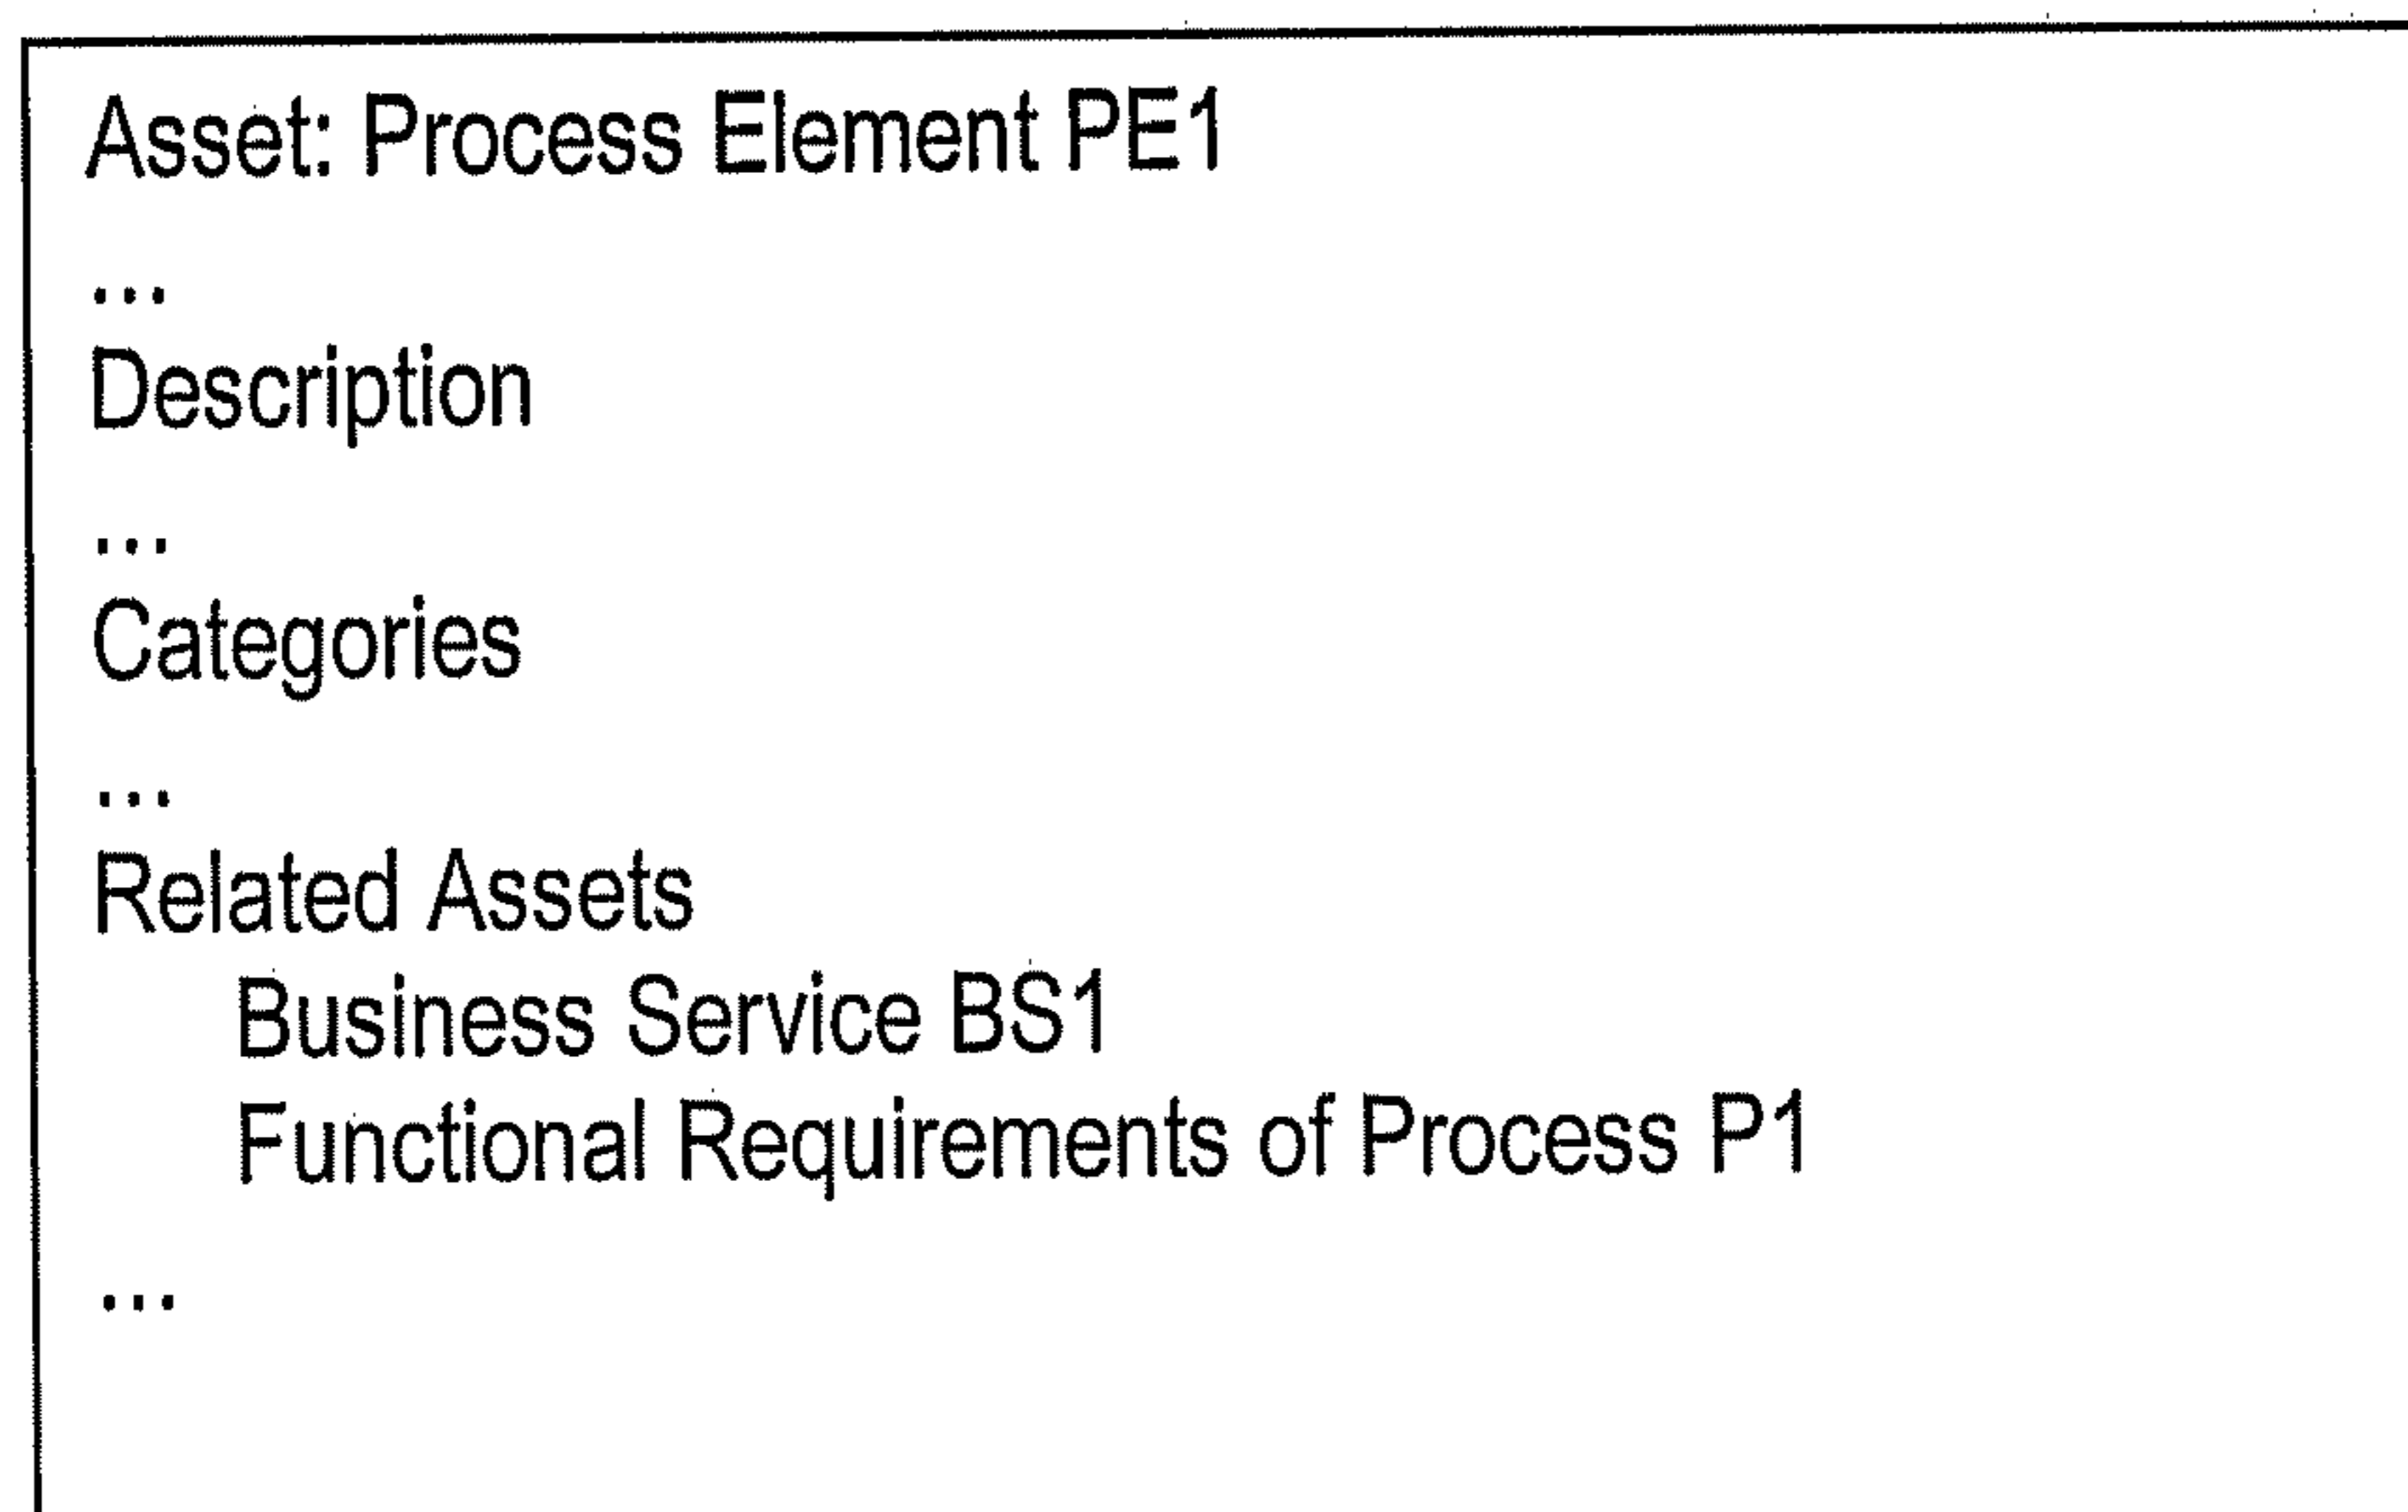 Asset: Process Element PE1
...
Description
...
Categories
...
Related Assets
Business Service BS1
Functional Requirements of Process P1
...